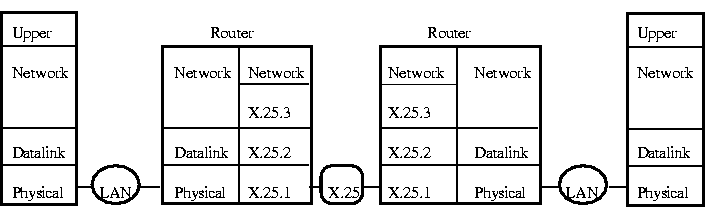 Upper
Router
Router
Upper
Network
Network
Network
Network
Network
Network
X.25.3
X.25.3
Datalink
Datalink
X.25.2
X.25.2
Datalink
Datalink
Physical
LAN
Physical
X.25.1
X.25
X.25.1
Physical
LAN
Physical